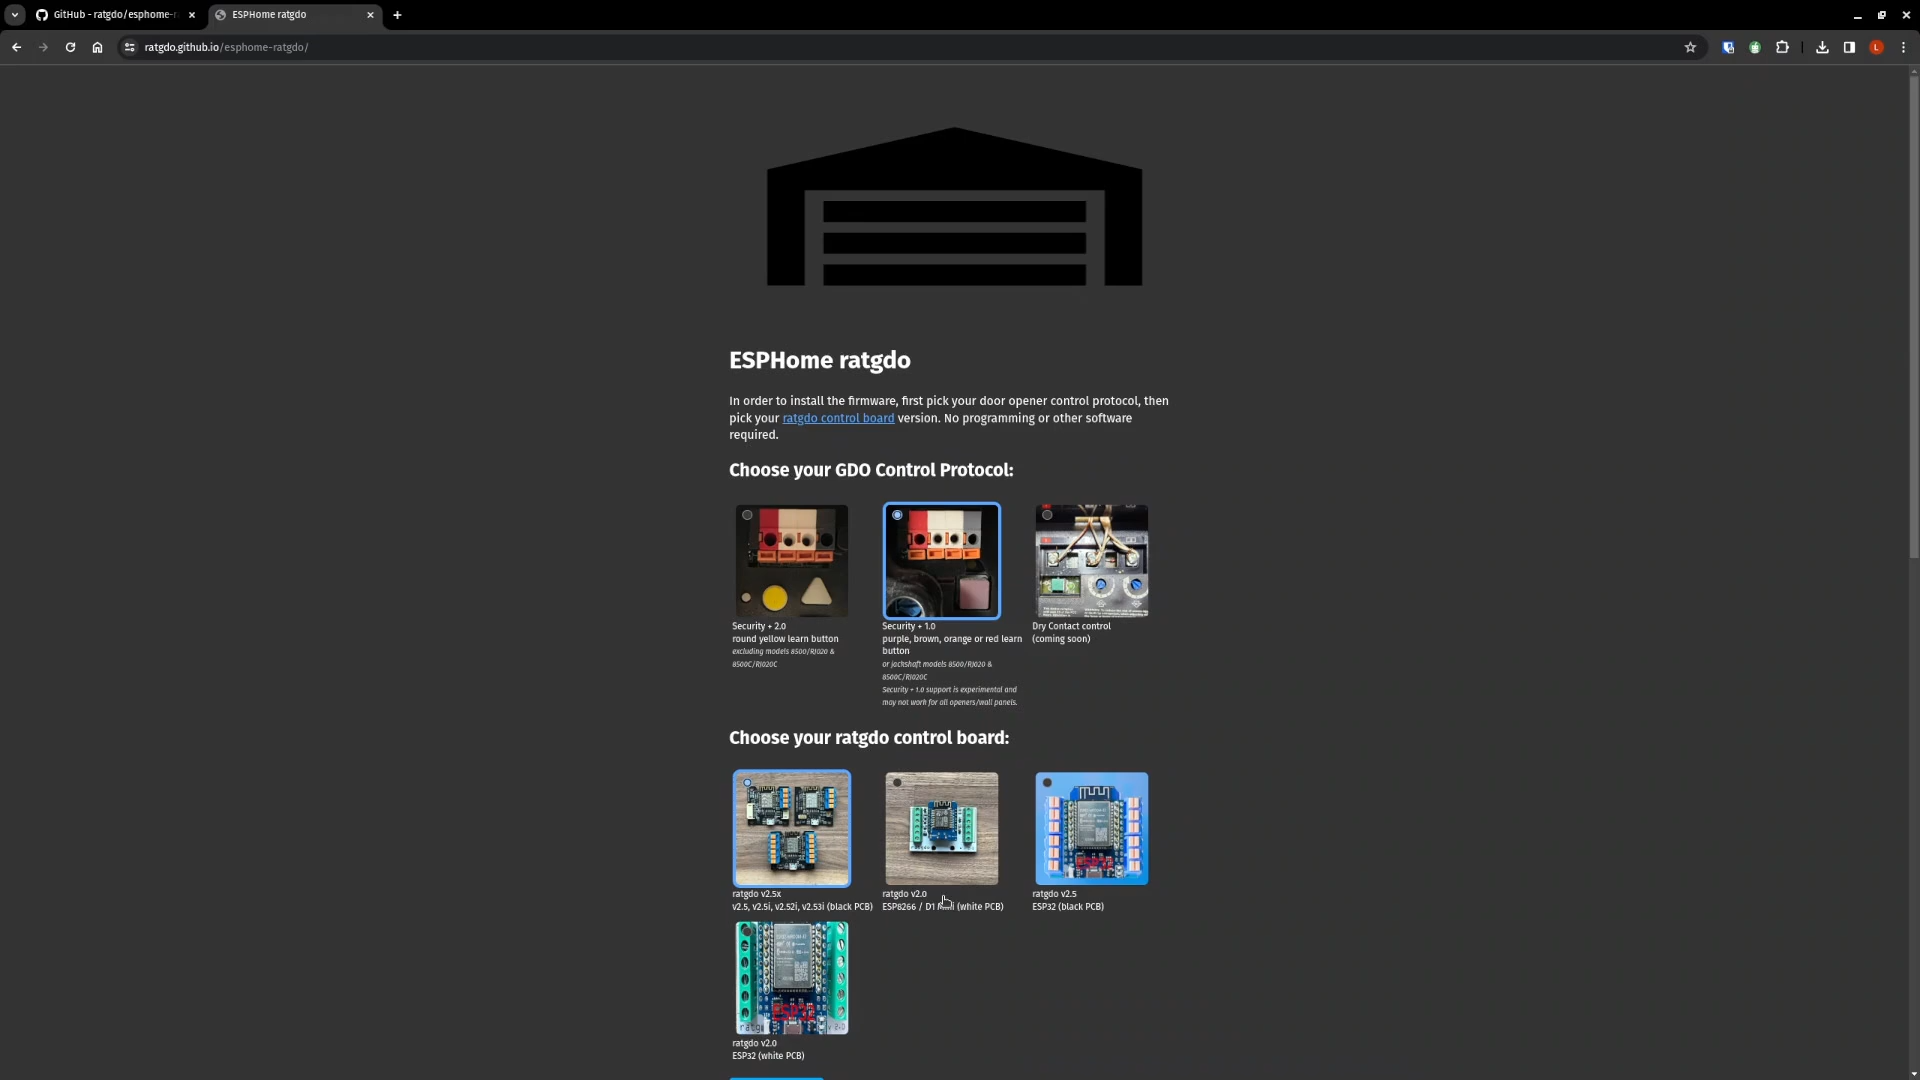 GitHub - ratgdo/esphome-r
ESPHome ratgdo
ratgdo.github.io/esphome-ratgdo/
L
ESPHome ratgdo
In order to install the firmware, first pick your door opener control protocol, then
pick your ratgdo control board version. No programming or other software
required.
Choose your GDO Control Protocol:
Security + 2.0
round yellow learn button
excluding models 8500/RJ020 &
8500C/RJ020C
Security + 1.0
purple, brown, orange or red learn
button
or jackshaft models 8500/RJ020 &
8500C/RJ020C
Security + 1.0 support is experimental and
may not work for all openers/wall panels.
Dry Contact control
(coming soon)
Choose your ratgdo control board:
ratgdo v2.5x
v2.5, v2.5i, v2.52i, v2.53i (black PCB)
ratgdo v2.0
ESP8266 / D1 Mini (white PCB)
ESP32
ratgdo v2.5
ESP32 (black PCB)
ESP32
ratgdo v2.0
ESP32 (white PCB)